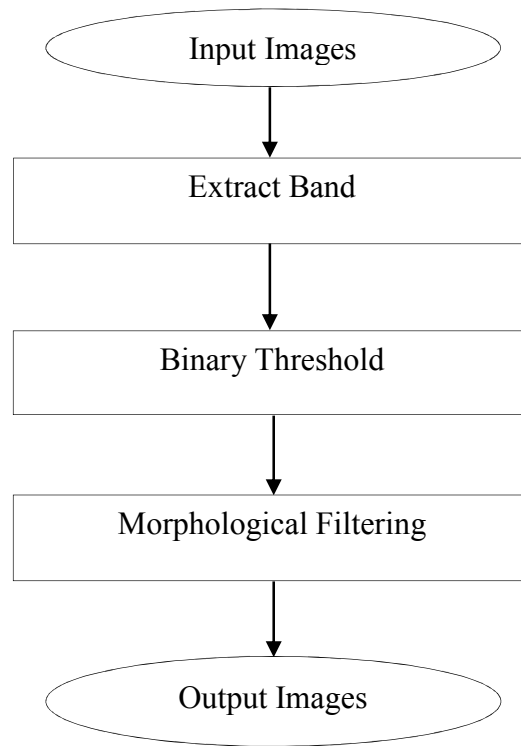 Input Images
Extract Band
Binary Threshold
Morphological Filtering
Output Images